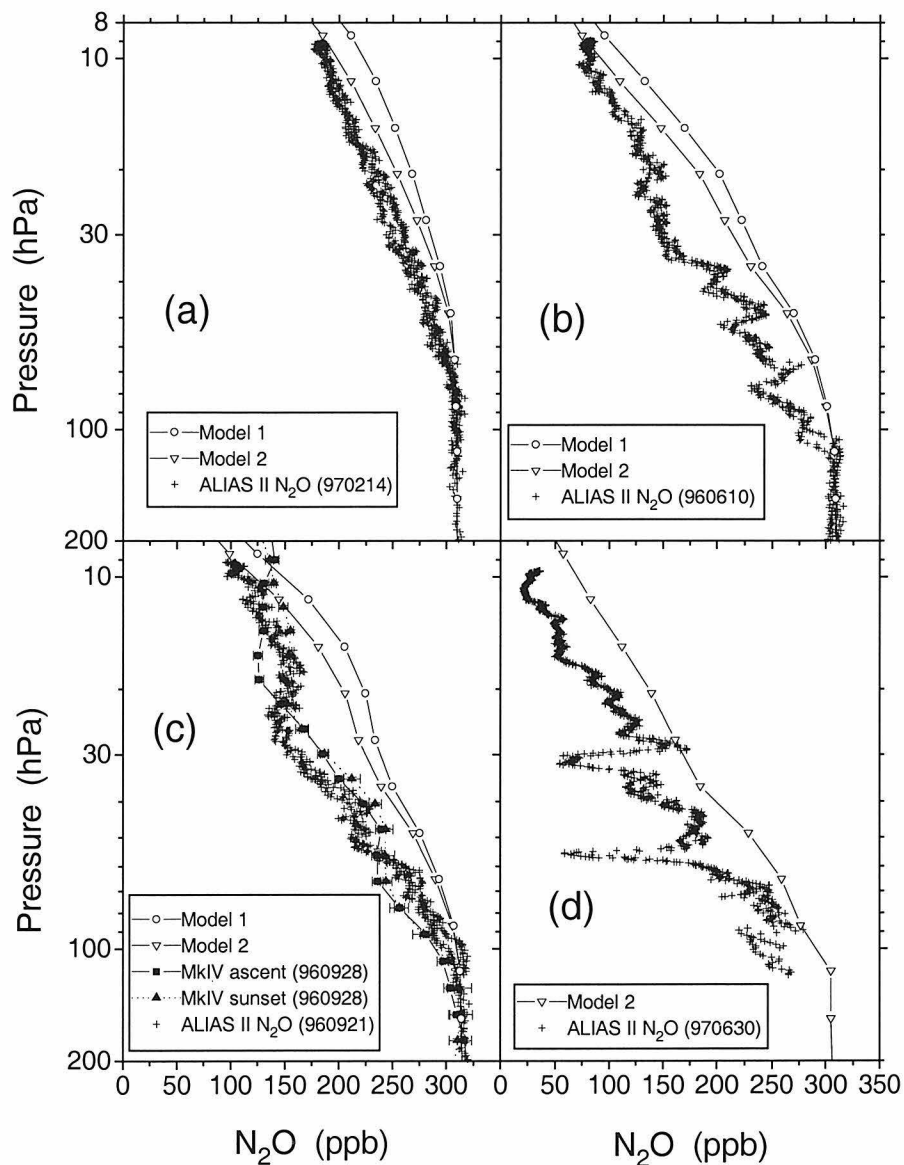 8
10
30
100
200
Pressure (hPa)
(a)
Model 1
Model 2
ALIAS II N₂O (970214)
(b)
Model 1
Model 2
ALIAS II N₂O (960610)
10
30
100
200
Pressure (hPa)
(c)
Model 1
Model 2
MkIV ascent (960928)
MkIV sunset (960928)
ALIAS II N₂O (960921)
(d)
Model 2
ALIAS II N₂O (970630)
0 50 100 150 200 250 300 0 50 100 150 200 250 300 350
N₂O (ppb) N₂O (ppb)